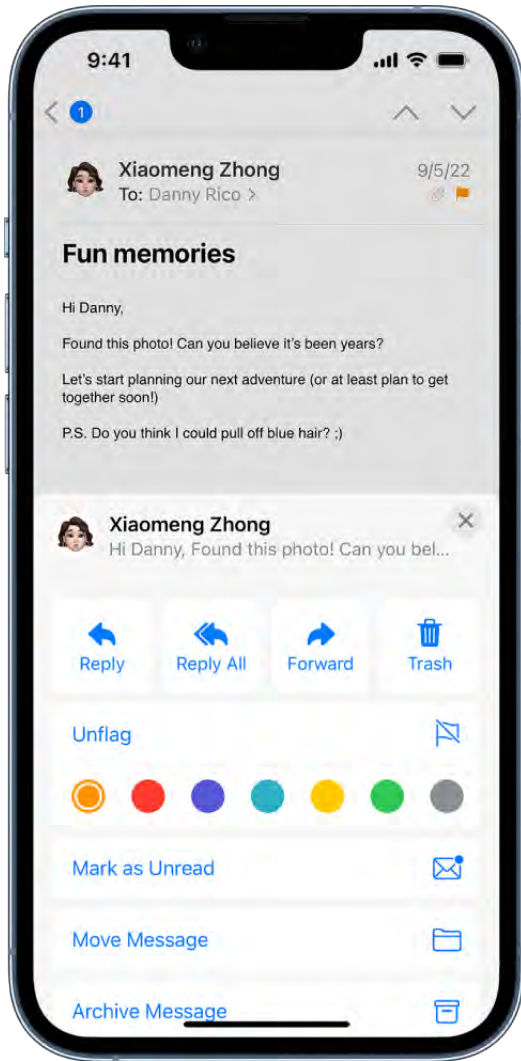 9:41
1
Xiaomeng Zhong
9/5/22
To: Danny Rico >
Fun memories
Hi Danny,
Found this photo! Can you believe it's been years?
Let's start planning our next adventure (or at least plan to get
together soon!)
P.S. Do you think I could pull off blue hair? ;)
Xiaomeng Zhong
Hi Danny, Found this photo! Can you bel...
Reply
Reply All
Forward
Trash
Unflag
Mark as Unread
Move Message
Archive Message